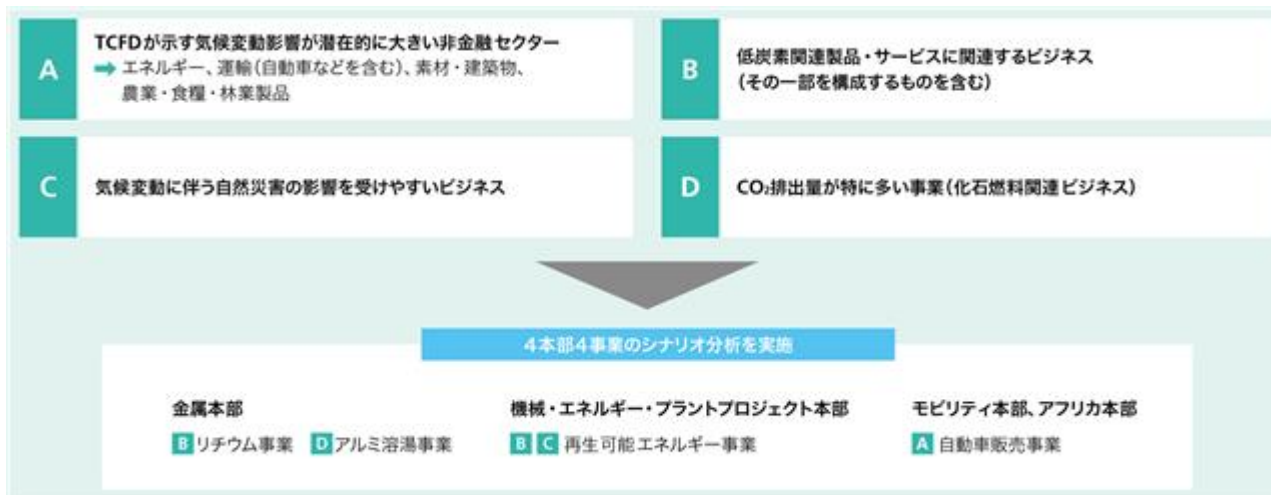 A
TCFDが示す気候変動影響が潜在的に大きい非金融セクター
➡ エネルギー、運輸(自動車などを含む)、素材・建築物、
農業・食糧・林業製品
B
低炭素関連製品・サービスに関連するビジネス
(その一部を構成するものを含む)
C
気候変動に伴う自然災害の影響を受けやすいビジネス
D
CO₂排出量が特に多い事業(化石燃料関連ビジネス)
4本部4事業のシナリオ分析を実施
金属本部
B リチウム事業 D アルミ溶湯事業
機械・エネルギー・プラントプロジェクト本部
B C 再生可能エネルギー事業
モビリティ本部、アフリカ本部
A 自動車販売事業